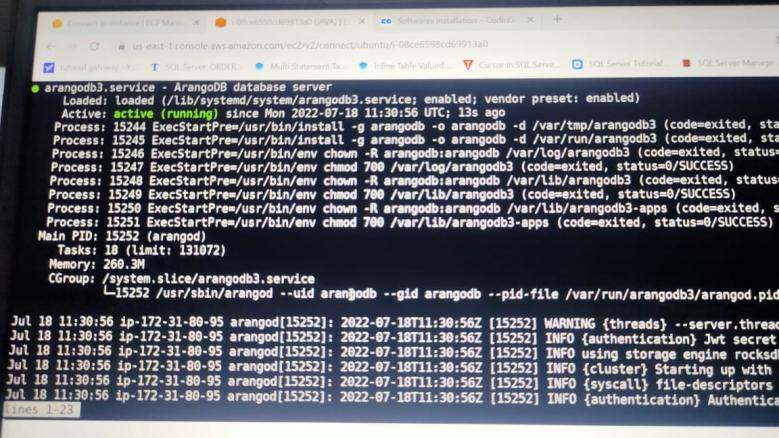 Connect to instance | EC2 Mana
i-08ce6598cd69913a0 (JAVA) | E
Softwares Installation – CodinG
us-east-1.console.aws.amazon.com/ec2/v2/connect/ubuntu/i-08ce6598cd69913a0
tutorial gateway - Y... SQL Server: ORDER... Multi Statement Ta... Inline Table Valued... Cursor in SQL Serve... SQL Server Tutorial... SQL Server Manage
● arangodb3.service - ArangoDB database server
Loaded: loaded (/lib/systemd/system/arangodb3.service; enabled; vendor preset: enabled)
Active: active (running) since Mon 2022-07-18 11:30:56 UTC; 13s ago
Process: 15244 ExecStartPre=/usr/bin/install -g arangodb -o arangodb -d /var/tmp/arangodb3 (code=exited, sta
Process: 15245 ExecStartPre=/usr/bin/install -g arangodb -o arangodb -d /var/run/arangodb3 (code=exited, sta
Process: 15246 ExecStartPre=/usr/bin/env chown -R arangodb:arangodb /var/log/arangodb3 (code=exited, status=
Process: 15247 ExecStartPre=/usr/bin/env chmod 700 /var/log/arangodb3 (code=exited, status=0/SUCCESS)
Process: 15248 ExecStartPre=/usr/bin/env chown -R arangodb:arangodb /var/lib/arangodb3 (code=exited, status=
Process: 15249 ExecStartPre=/usr/bin/env chmod 700 /var/lib/arangodb3 (code=exited, status=0/SUCCESS)
Process: 15250 ExecStartPre=/usr/bin/env chown -R arangodb:arangodb /var/lib/arangodb3-apps (code=exited, s
Process: 15251 ExecStartPre=/usr/bin/env chmod 700 /var/lib/arangodb3-apps (code=exited, status=0/SUCCESS)
Main PID: 15252 (arangod)
Tasks: 18 (limit: 131072)
Memory: 260.3M
CGroup: /system.slice/arangodb3.service
└─15252 /usr/sbin/arangod --uid arangodb --gid arangodb --pid-file /var/run/arangodb3/arangod.pid
Jul 18 11:30:56 ip-172-31-80-95 arangod[15252]: 2022-07-18T11:30:56Z [15252] WARNING {threads} --server.threa
Jul 18 11:30:56 ip-172-31-80-95 arangod[15252]: 2022-07-18T11:30:56Z [15252] INFO {authentication} Jwt secret
Jul 18 11:30:56 ip-172-31-80-95 arangod[15252]: 2022-07-18T11:30:56Z [15252] INFO using storage engine rocksd
Jul 18 11:30:56 ip-172-31-80-95 arangod[15252]: 2022-07-18T11:30:56Z [15252] INFO {cluster} Starting up with
Jul 18 11:30:56 ip-172-31-80-95 arangod[15252]: 2022-07-18T11:30:56Z [15252] INFO {syscall} file-descriptors
Jul 18 11:30:56 ip-172-31-80-95 arangod[15252]: 2022-07-18T11:30:56Z [15252] INFO {authentication} Authentica
lines 1-23